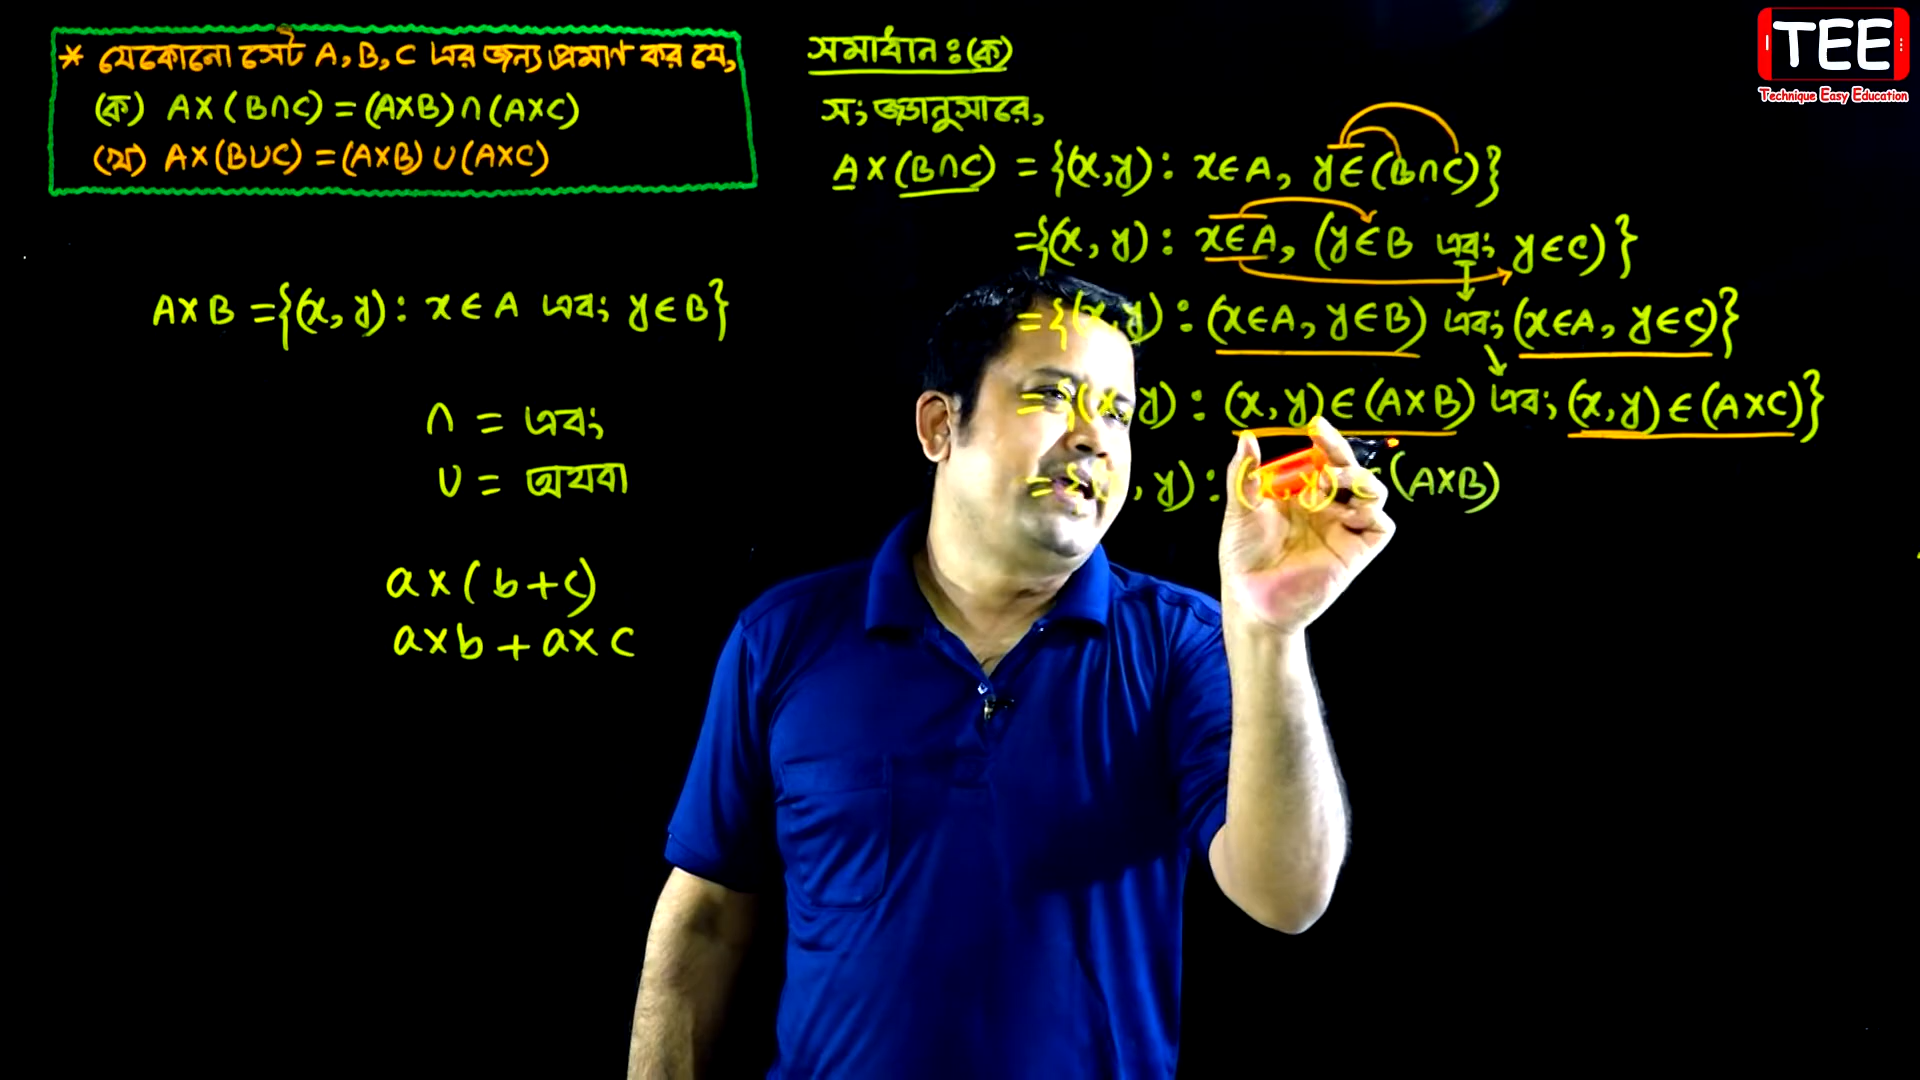 * যেকোনো সেট A, B, C এর জন্য প্রমাণ কর যে,
(ক) A×(B∩C) = (A×B)∩(A×C)
(খ) A×(B∪C) = (A×B)∪(A×C)
A×B = {(x, y) : x∈A এবং y∈B}
∩ = এবং
∪ = অথবা
a×(b+c)
a×b + a×c
সমাধান : (ক)
সংজ্ঞানুসারে,
A×(B∩C) = {(x,y) : x∈A, y∈(B∩C)}
= {(x, y) : x∈A, (y∈B এবং y∈C)}
= {(x,y) : (x∈A, y∈B) এবং (x∈A, y∈C)}
= {(x,y) : (x,y)∈(A×B) এবং (x,y)∈(A×C)}
= {(x, y) : (x,y) ∈ (A×B)
TEE
Technique Easy Education